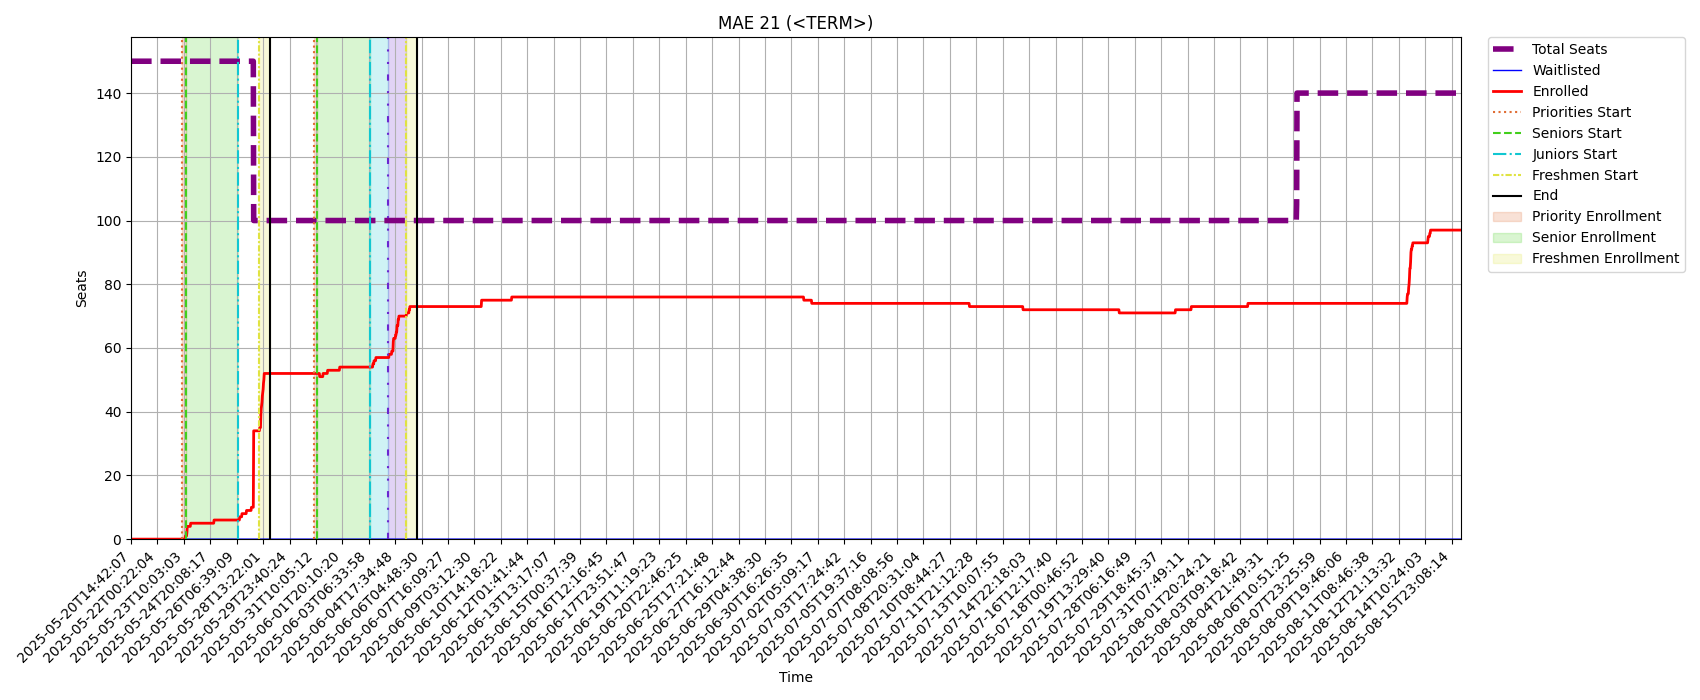 MAE 21 (<TERM>)
Seats
140
120
100
80
60
40
20
0
2025-05-20T14:42:07
2025-05-22T00:22:04
2025-05-23T10:03:03
2025-05-24T20:08:17
2025-05-26T06:39:09
2025-05-28T13:22:01
2025-05-29T23:40:24
2025-05-31T10:05:12
2025-06-01T20:10:20
2025-06-03T06:33:58
2025-06-04T17:34:48
2025-06-06T04:48:30
2025-06-07T16:09:27
2025-06-09T03:12:30
2025-06-10T14:18:22
2025-06-12T01:41:44
2025-06-13T13:17:07
2025-06-15T00:37:39
2025-06-16T12:16:45
2025-06-17T23:51:47
2025-06-19T11:19:23
2025-06-20T22:46:25
2025-06-25T17:21:48
2025-06-27T16:12:44
2025-06-29T04:38:30
2025-06-30T16:26:35
2025-07-02T05:09:17
2025-07-03T17:24:42
2025-07-05T19:37:16
2025-07-07T08:08:56
2025-07-08T20:31:04
2025-07-10T08:44:27
2025-07-12T11:12:28
2025-07-13T10:07:55
2025-07-14T22:18:03
2025-07-16T12:17:40
2025-07-18T00:46:52
2025-07-19T13:29:40
2025-07-28T06:16:49
2025-07-29T18:45:37
2025-07-31T07:49:11
2025-08-01T20:24:21
2025-08-03T09:18:42
2025-08-04T21:49:31
2025-08-06T10:51:25
2025-08-07T23:25:59
2025-08-09T19:46:06
2025-08-11T08:46:38
2025-08-12T21:13:32
2025-08-14T10:24:03
2025-08-15T23:08:14
Time
Total Seats
Waitlisted
Enrolled
Priorities Start
Seniors Start
Juniors Start
Freshmen Start
End
Priority Enrollment
Senior Enrollment
Freshmen Enrollment